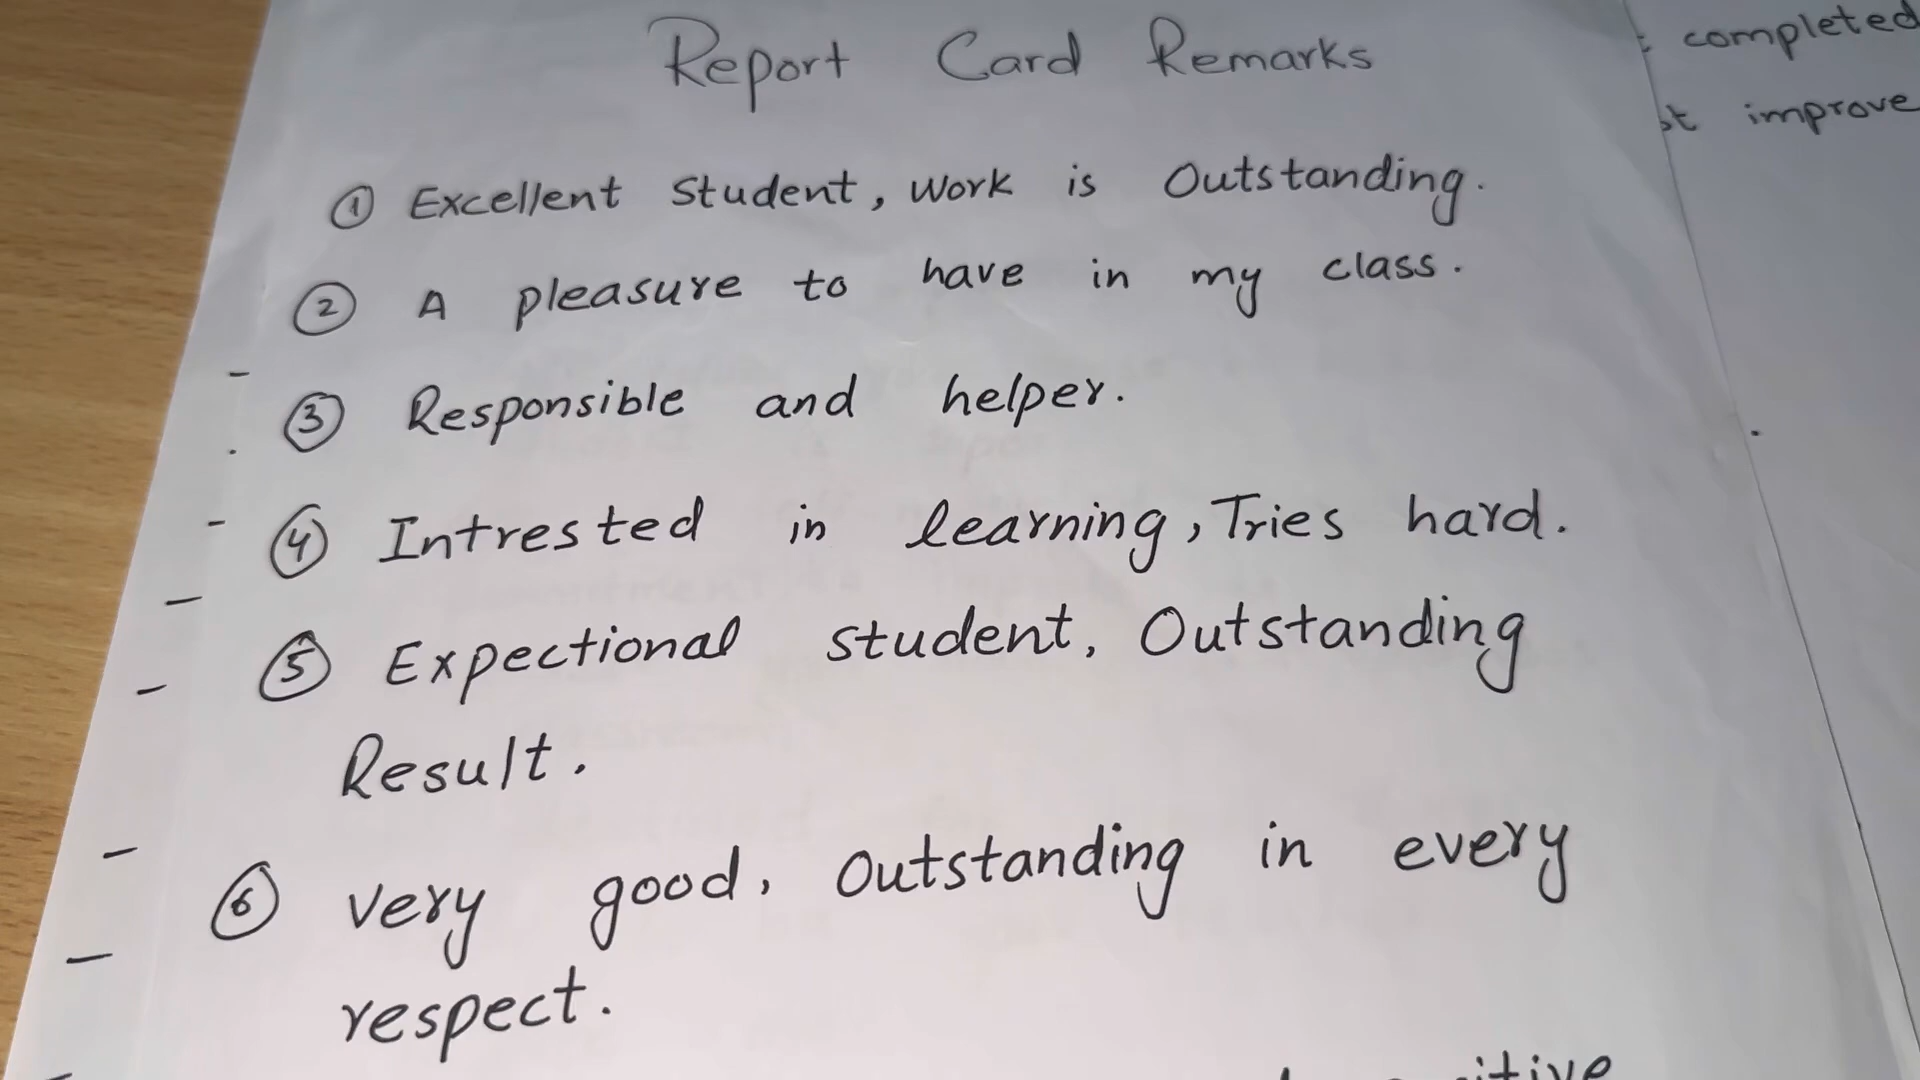 Report Card Remarks
① Excellent Student, Work is Outstanding.
② A pleasure to have in my class.
③ Responsible and helper.
④ Intrested in learning, Tries hard.
⑤ Expectional student, Outstanding
Result.
⑥ very good, Outstanding in every
respect.
completed
improve